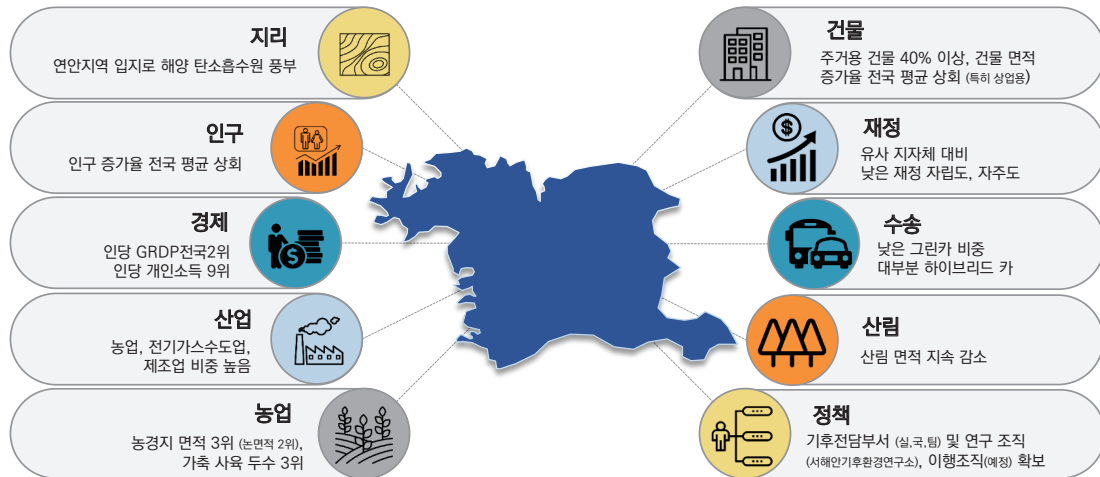 지리
연안지역 입지로 해양 탄소흡수원 풍부
인구
인구 증가율 전국 평균 상회
경제
인당 GRDP전국2위
인당 개인소득 9위
산업
농업, 전기가스수도업,
제조업 비중 높음
농업
농경지 면적 3위 (논면적 2위),
가축 사육 두수 3위
건물
주거용 건물 40% 이상, 건물 면적
증가율 전국 평균 상회 (특히 상업용)
재정
유사 지자체 대비
낮은 재정 자립도, 자주도
수송
낮은 그린카 비중
대부분 하이브리드 카
산림
산림 면적 지속 감소
정책
기후전담부서 (실,국,팀) 및 연구 조직
(서해안기후환경연구소), 이행조직(예정) 확보